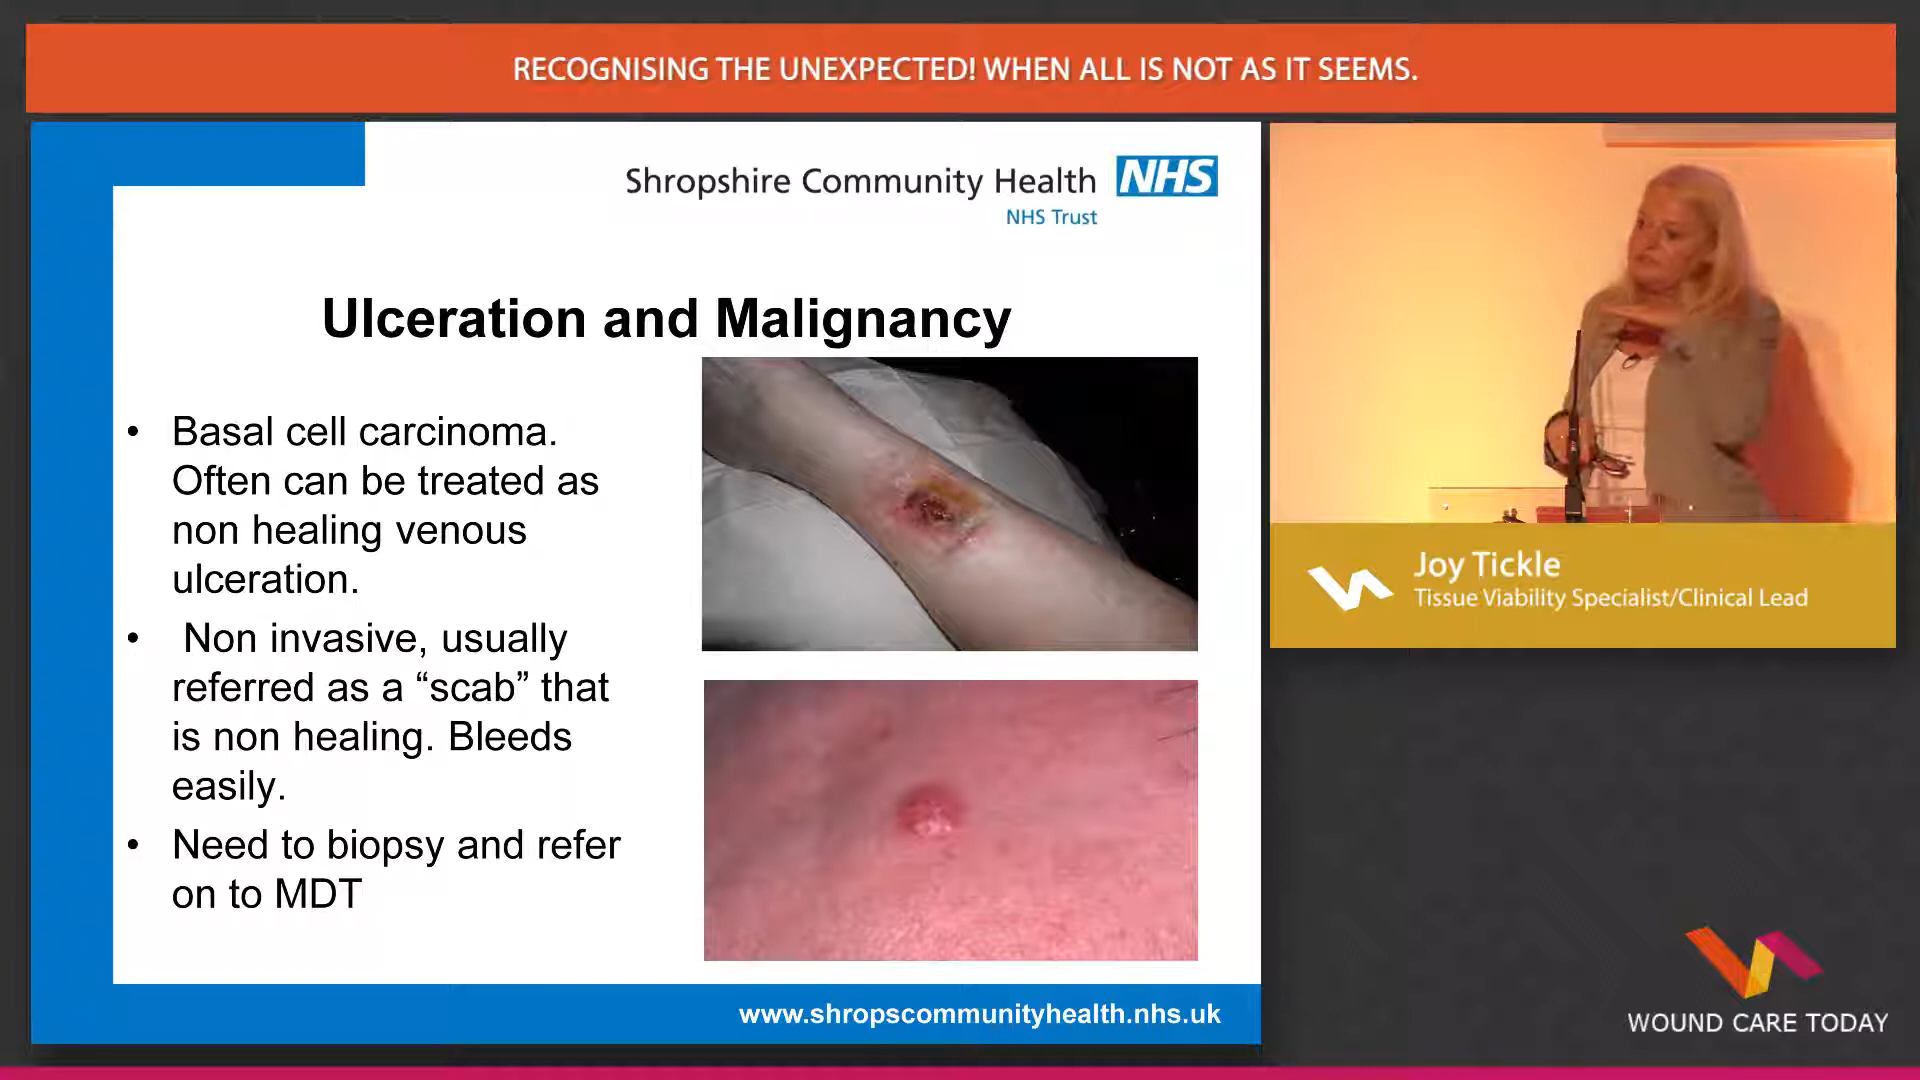 RECOGNISING THE UNEXPECTED! WHEN ALL IS NOT AS IT SEEMS.
Shropshire Community Health NHS
NHS Trust
Ulceration and Malignancy
• Basal cell carcinoma.
Often can be treated as
non healing venous
ulceration.
• Non invasive, usually
referred as a “scab” that
is non healing. Bleeds
easily.
• Need to biopsy and refer
on to MDT
www.shropscommunityhealth.nhs.uk
Joy Tickle
Tissue Viability Specialist/Clinical Lead
WOUND CARE TODAY